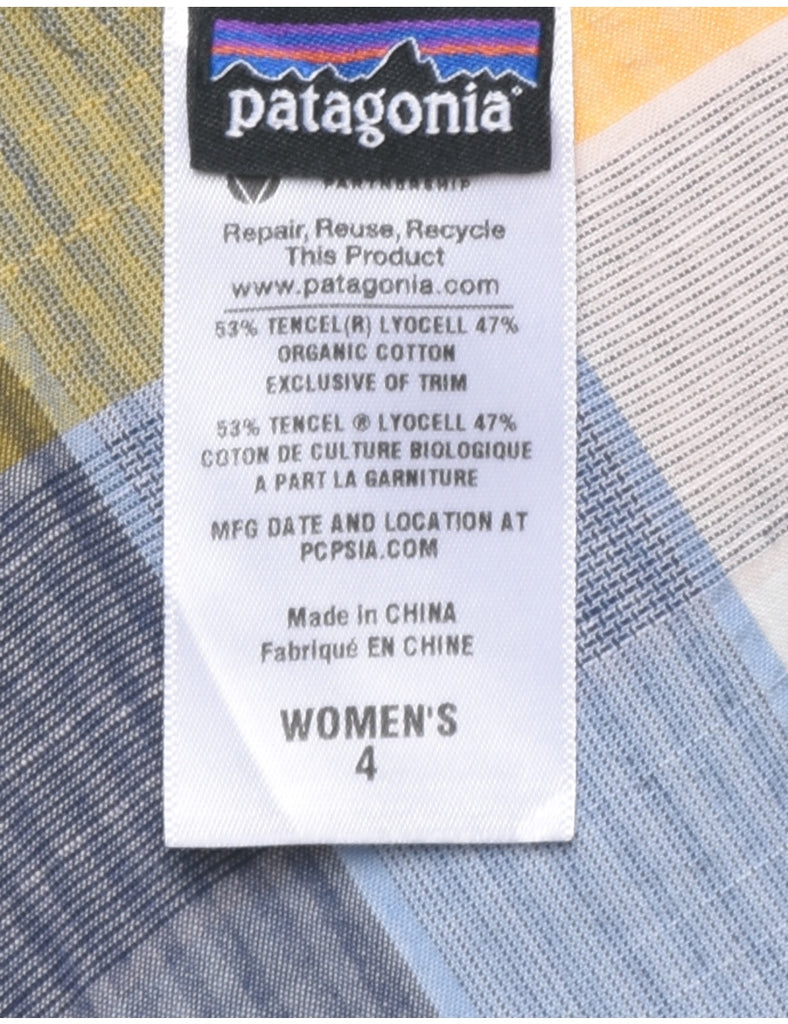 patagonia®
PARTNERSHIP
Repair, Reuse, Recycle
This Product
www.patagonia.com
53% TENCEL(R) LYOCELL 47%
ORGANIC COTTON
EXCLUSIVE OF TRIM
53% TENCEL ® LYOCELL 47%
COTON DE CULTURE BIOLOGIQUE
A PART LA GARNITURE
MFG DATE AND LOCATION AT
PCPSIA.COM
Made in CHINA
Fabriqué EN CHINE
WOMEN'S
4